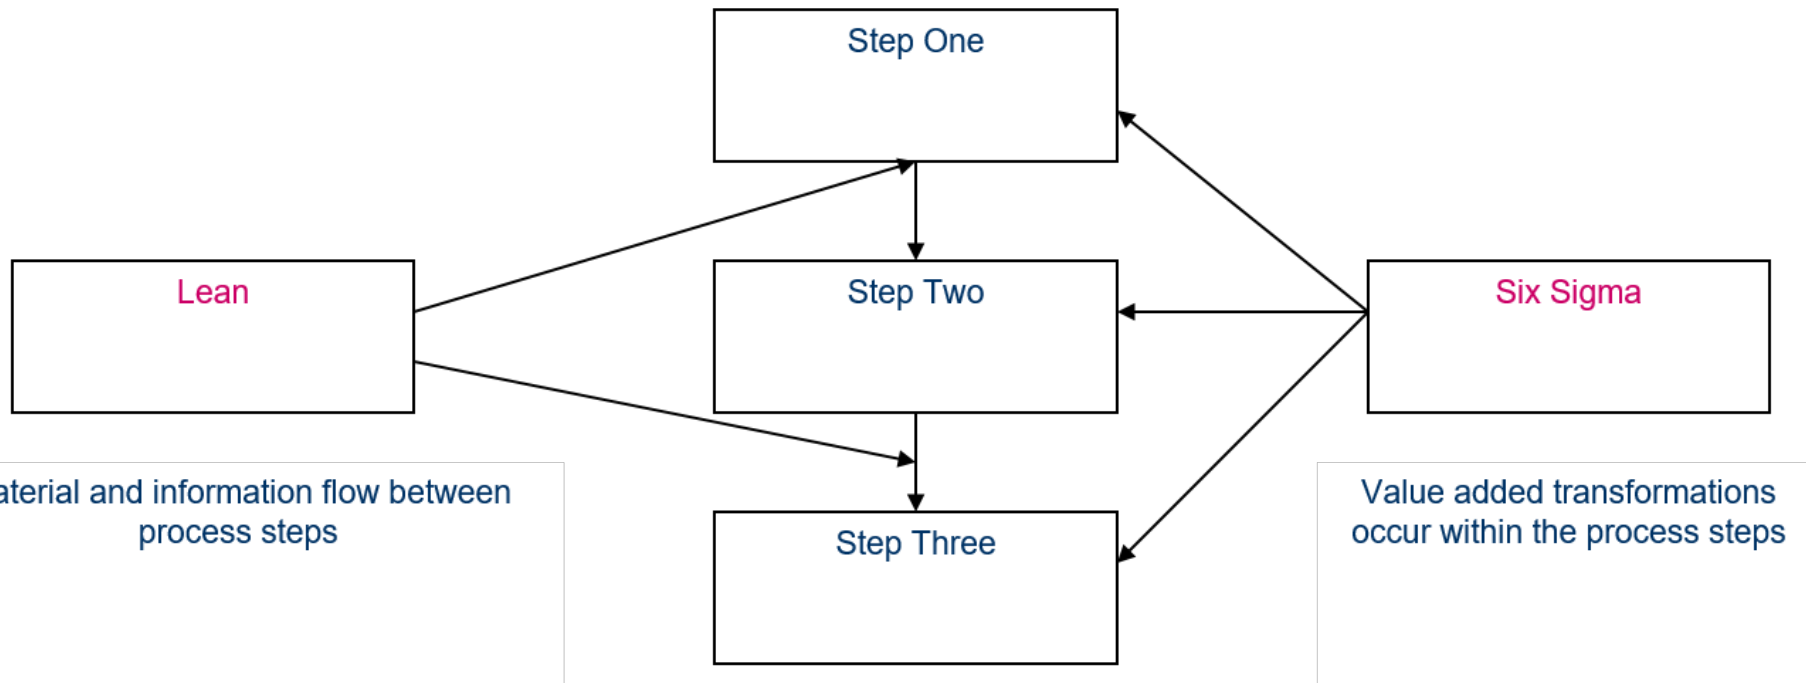 Step One
Lean
Step Two
Six Sigma
aterial and information flow between
process steps
Value added transformations
occur within the process steps
Step Three